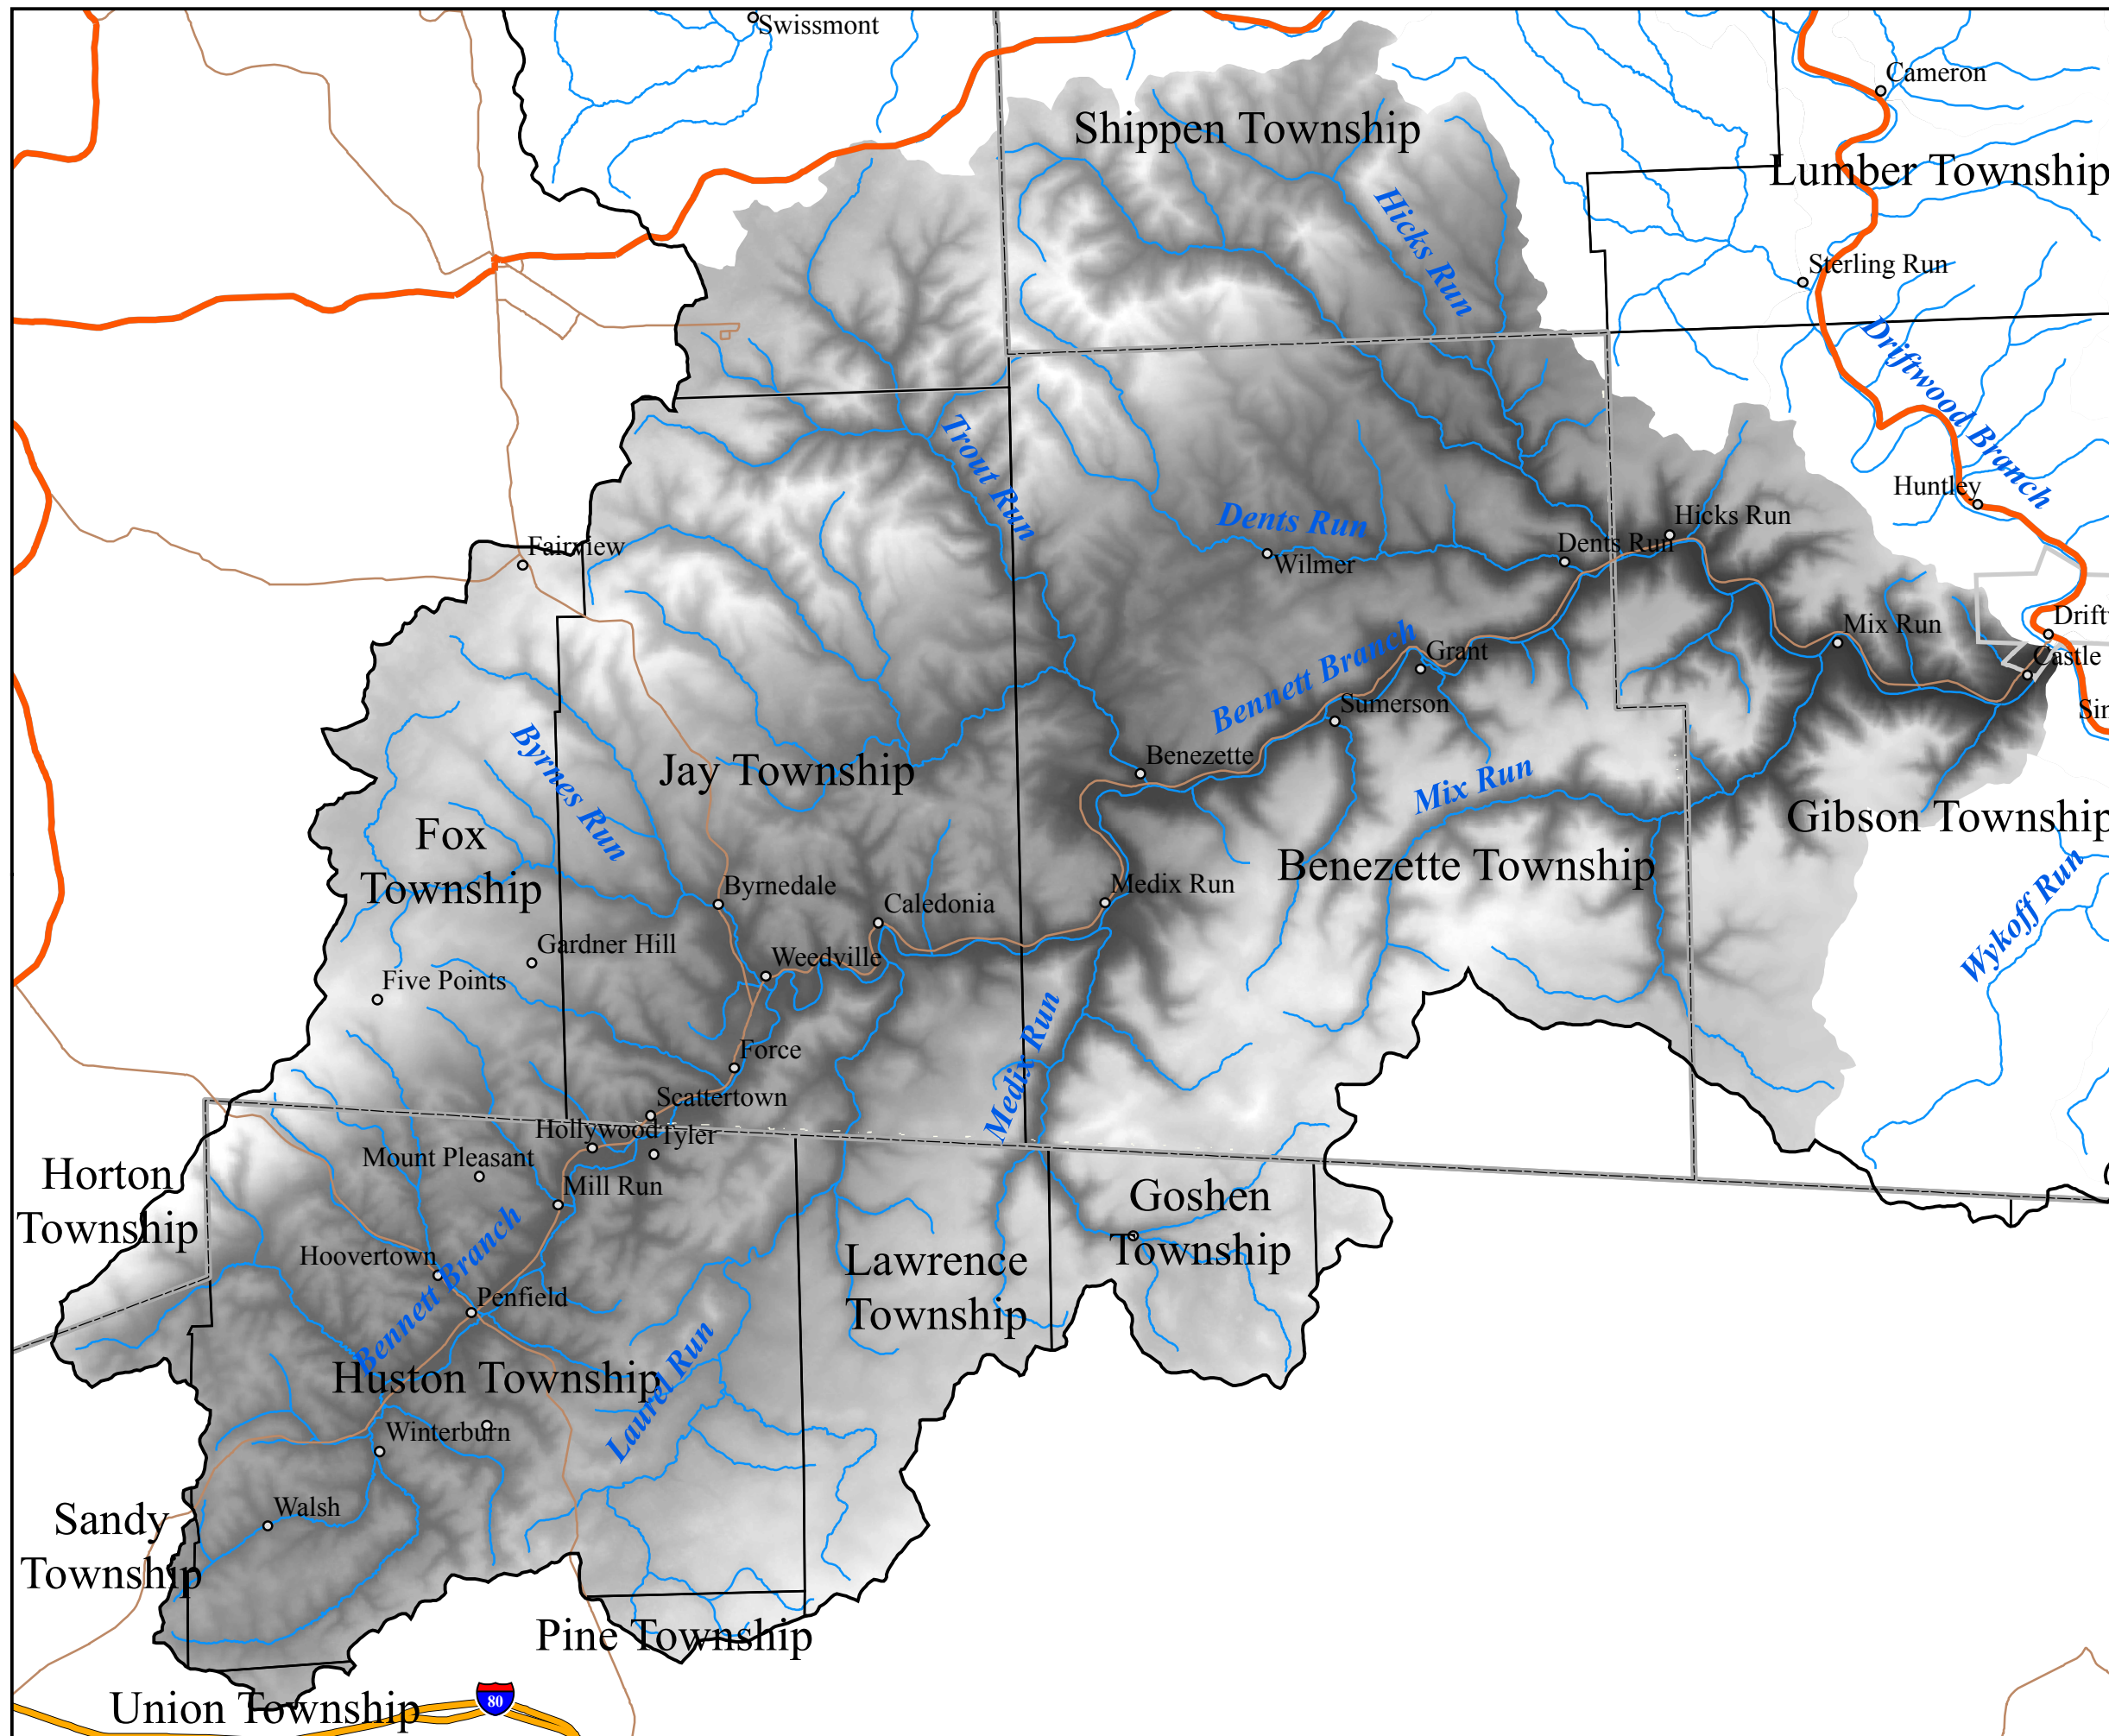 Swissmont
Cameron
Shippen Township
Lumber Township
Hicks Run
Sterling Run
Driftwood Branch
Trout Run
Huntley
Hicks Run
Dents Run
Dents Run
Fairview
Wilmer
Mix Run
Drift
Castle
Bennett Branch
Grant
Sumerson
Sin
Byrnes Run
Benezette
Jay Township
Mix Run
Fox
Township
Gibson Township
Benezette Township
Byrnedale
Medix Run
Caledonia
Wykoff Run
Gardner Hill
Weedville
Five Points
Medix Run
Force
Scattertown
Hollywood
Tyler
Mount Pleasant
Horton
Township
Mill Run
Goshen
Township
Hoovertown
Bennett Branch
Lawrence
Township
Penfield
Huston Township
Laurel Run
Winterburn
Walsh
Sandy
Township
Pine Township
Union Township
80